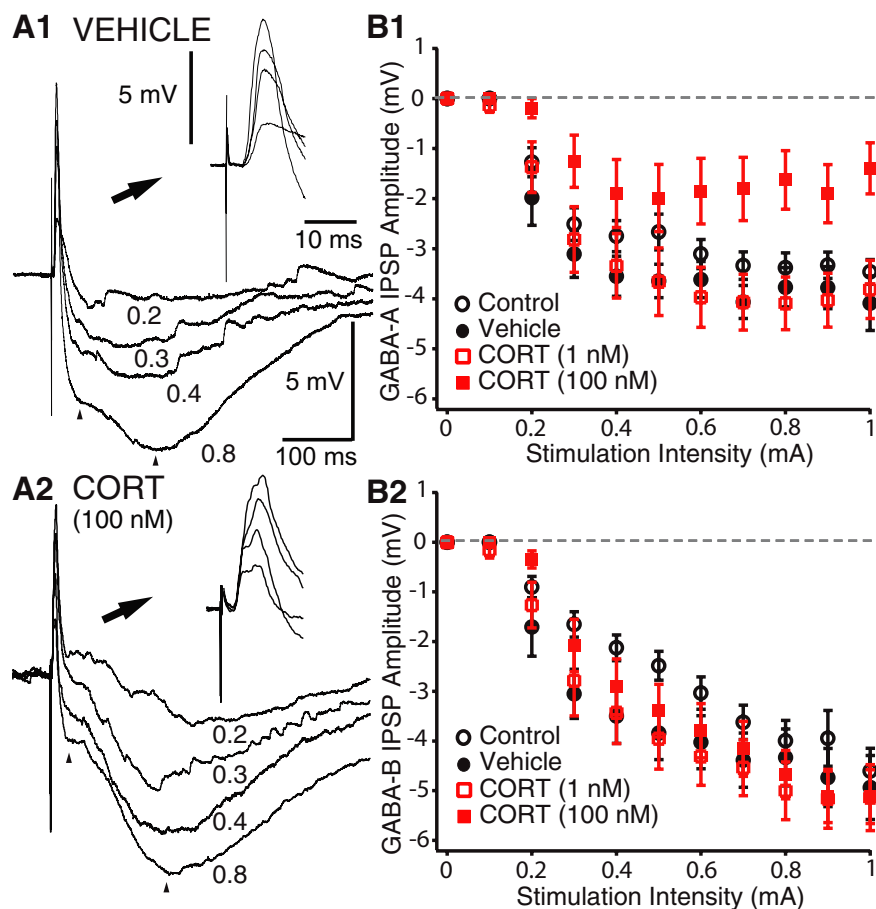 A1 VEHICLE
5 mV
10 ms
0.2
0.3
0.4
0.8
5 mV
100 ms
B1
GABA-A IPSP Amplitude (mV)
1
0
-1
-2
-3
-4
-5
-6
Control
Vehicle
CORT (1 nM)
CORT (100 nM)
0
0.2
0.4
0.6
0.8
1
Stimulation Intensity (mA)
A2 CORT
(100 nM)
0.2
0.3
0.4
0.8
B2
GABA-B IPSP Amplitude (mV)
1
0
-1
-2
-3
-4
-5
-6
Control
Vehicle
CORT (1 nM)
CORT (100 nM)
0
0.2
0.4
0.6
0.8
1
Stimulation Intensity (mA)